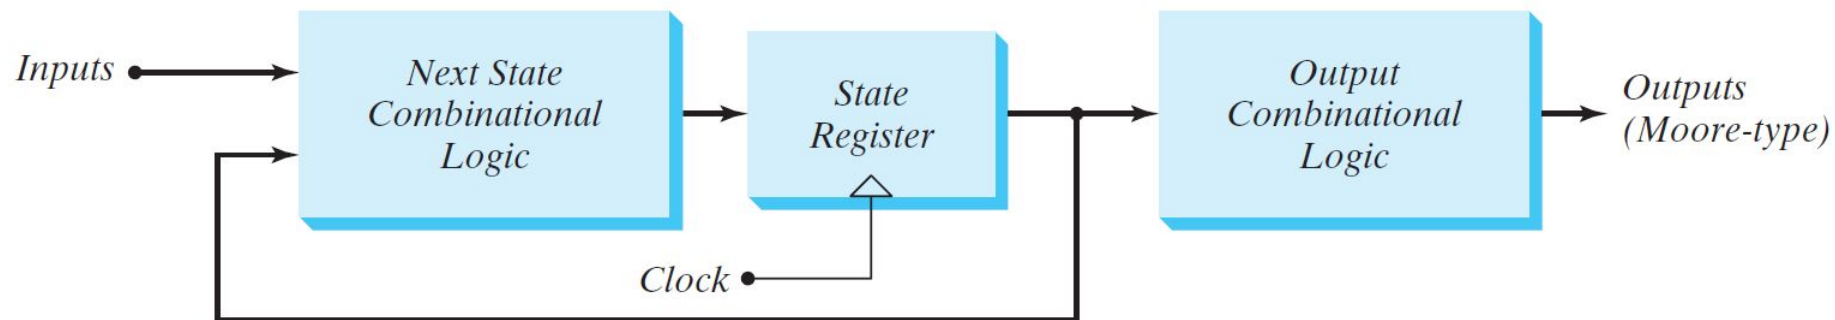 Inputs
Next State
Combinational
Logic
State
Register
Output
Combinational
Logic
Outputs
(Moore-type)
Clock